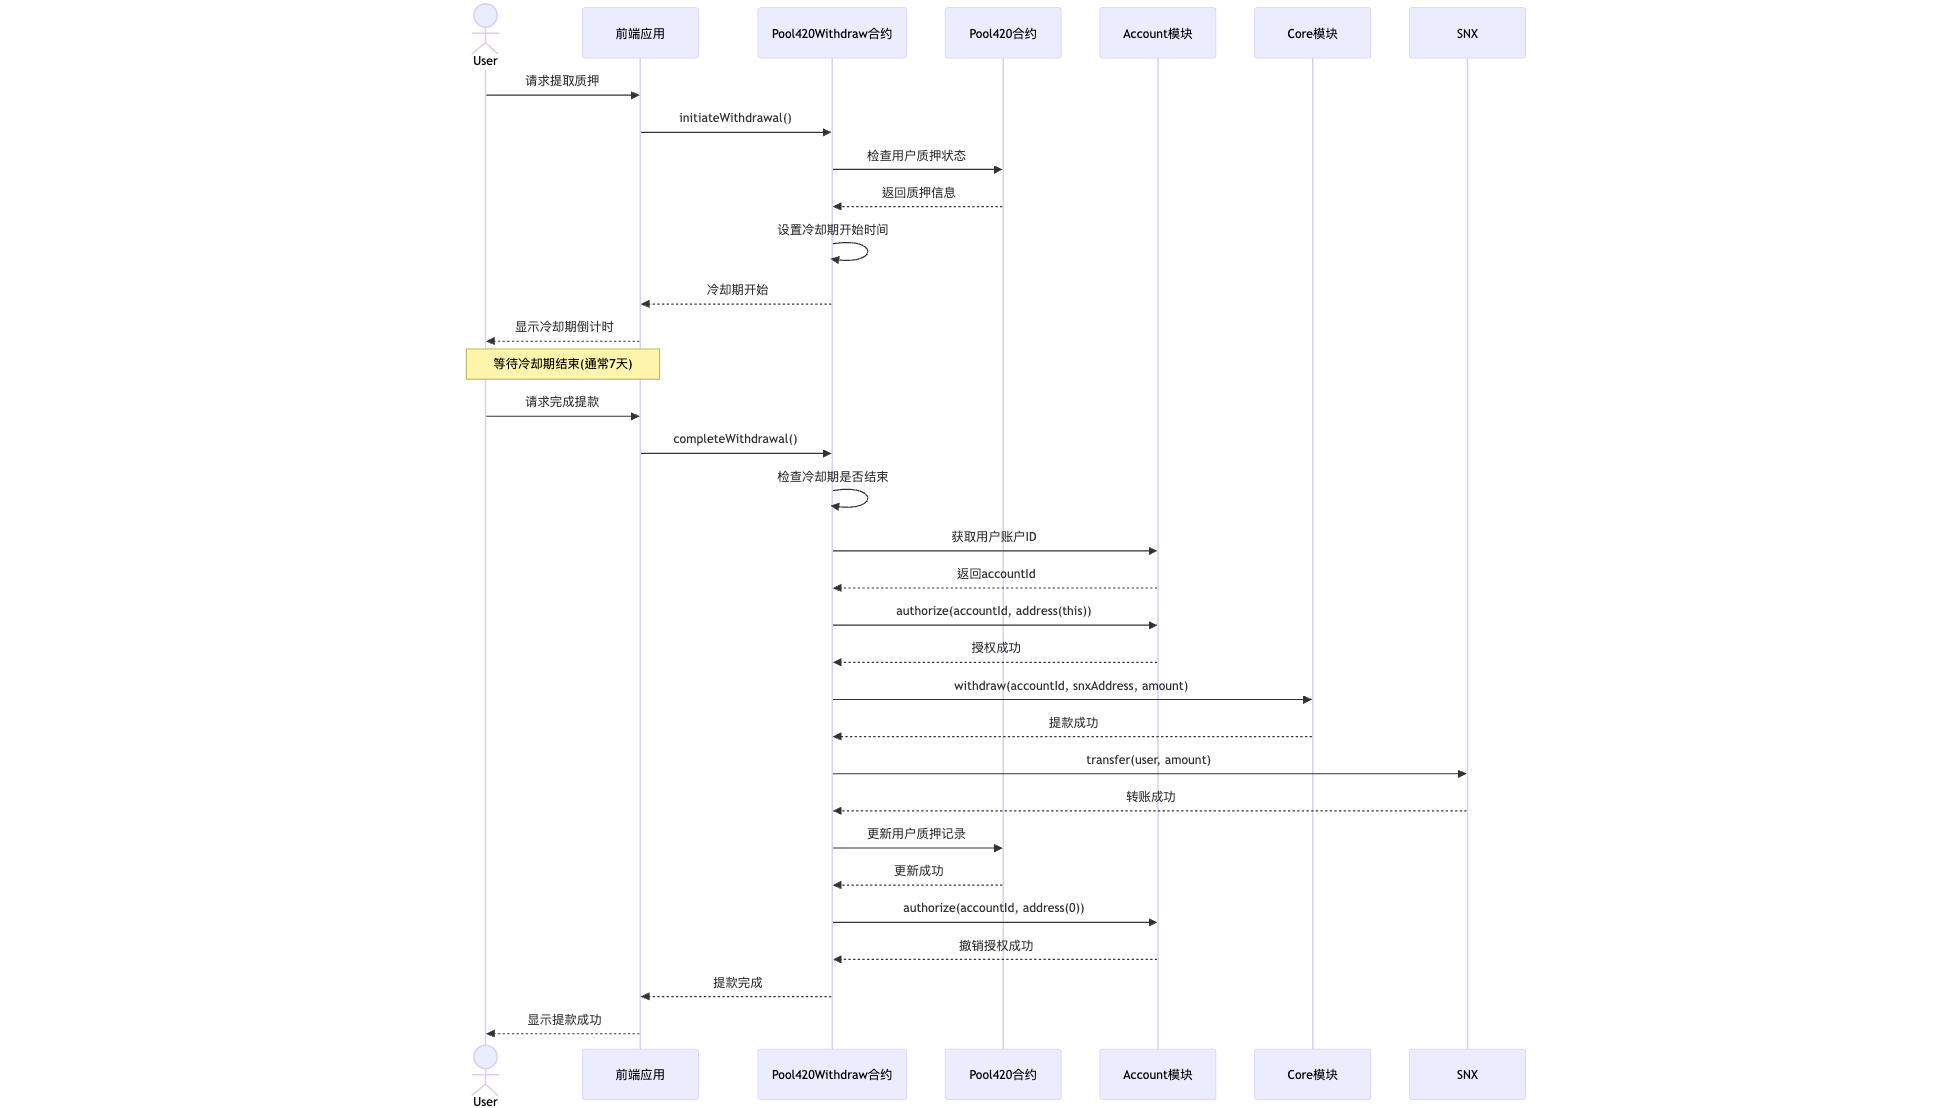 User
前端应用
Pool420Withdraw合约
Pool420合约
Account模块
Core模块
SNX
请求提取质押
initiateWithdrawal()
检查用户质押状态
返回质押信息
设置冷却期开始时间
冷却期开始
显示冷却期倒计时
等待冷却期结束(通常7天)
请求完成提款
completeWithdrawal()
检查冷却期是否结束
获取用户账户ID
返回accountId
authorize(accountId, address(this))
授权成功
withdraw(accountId, snxAddress, amount)
提款成功
transfer(user, amount)
转账成功
更新用户质押记录
更新成功
authorize(accountId, address(0))
撤销授权成功
提款完成
显示提款成功
User
前端应用
Pool420Withdraw合约
Pool420合约
Account模块
Core模块
SNX